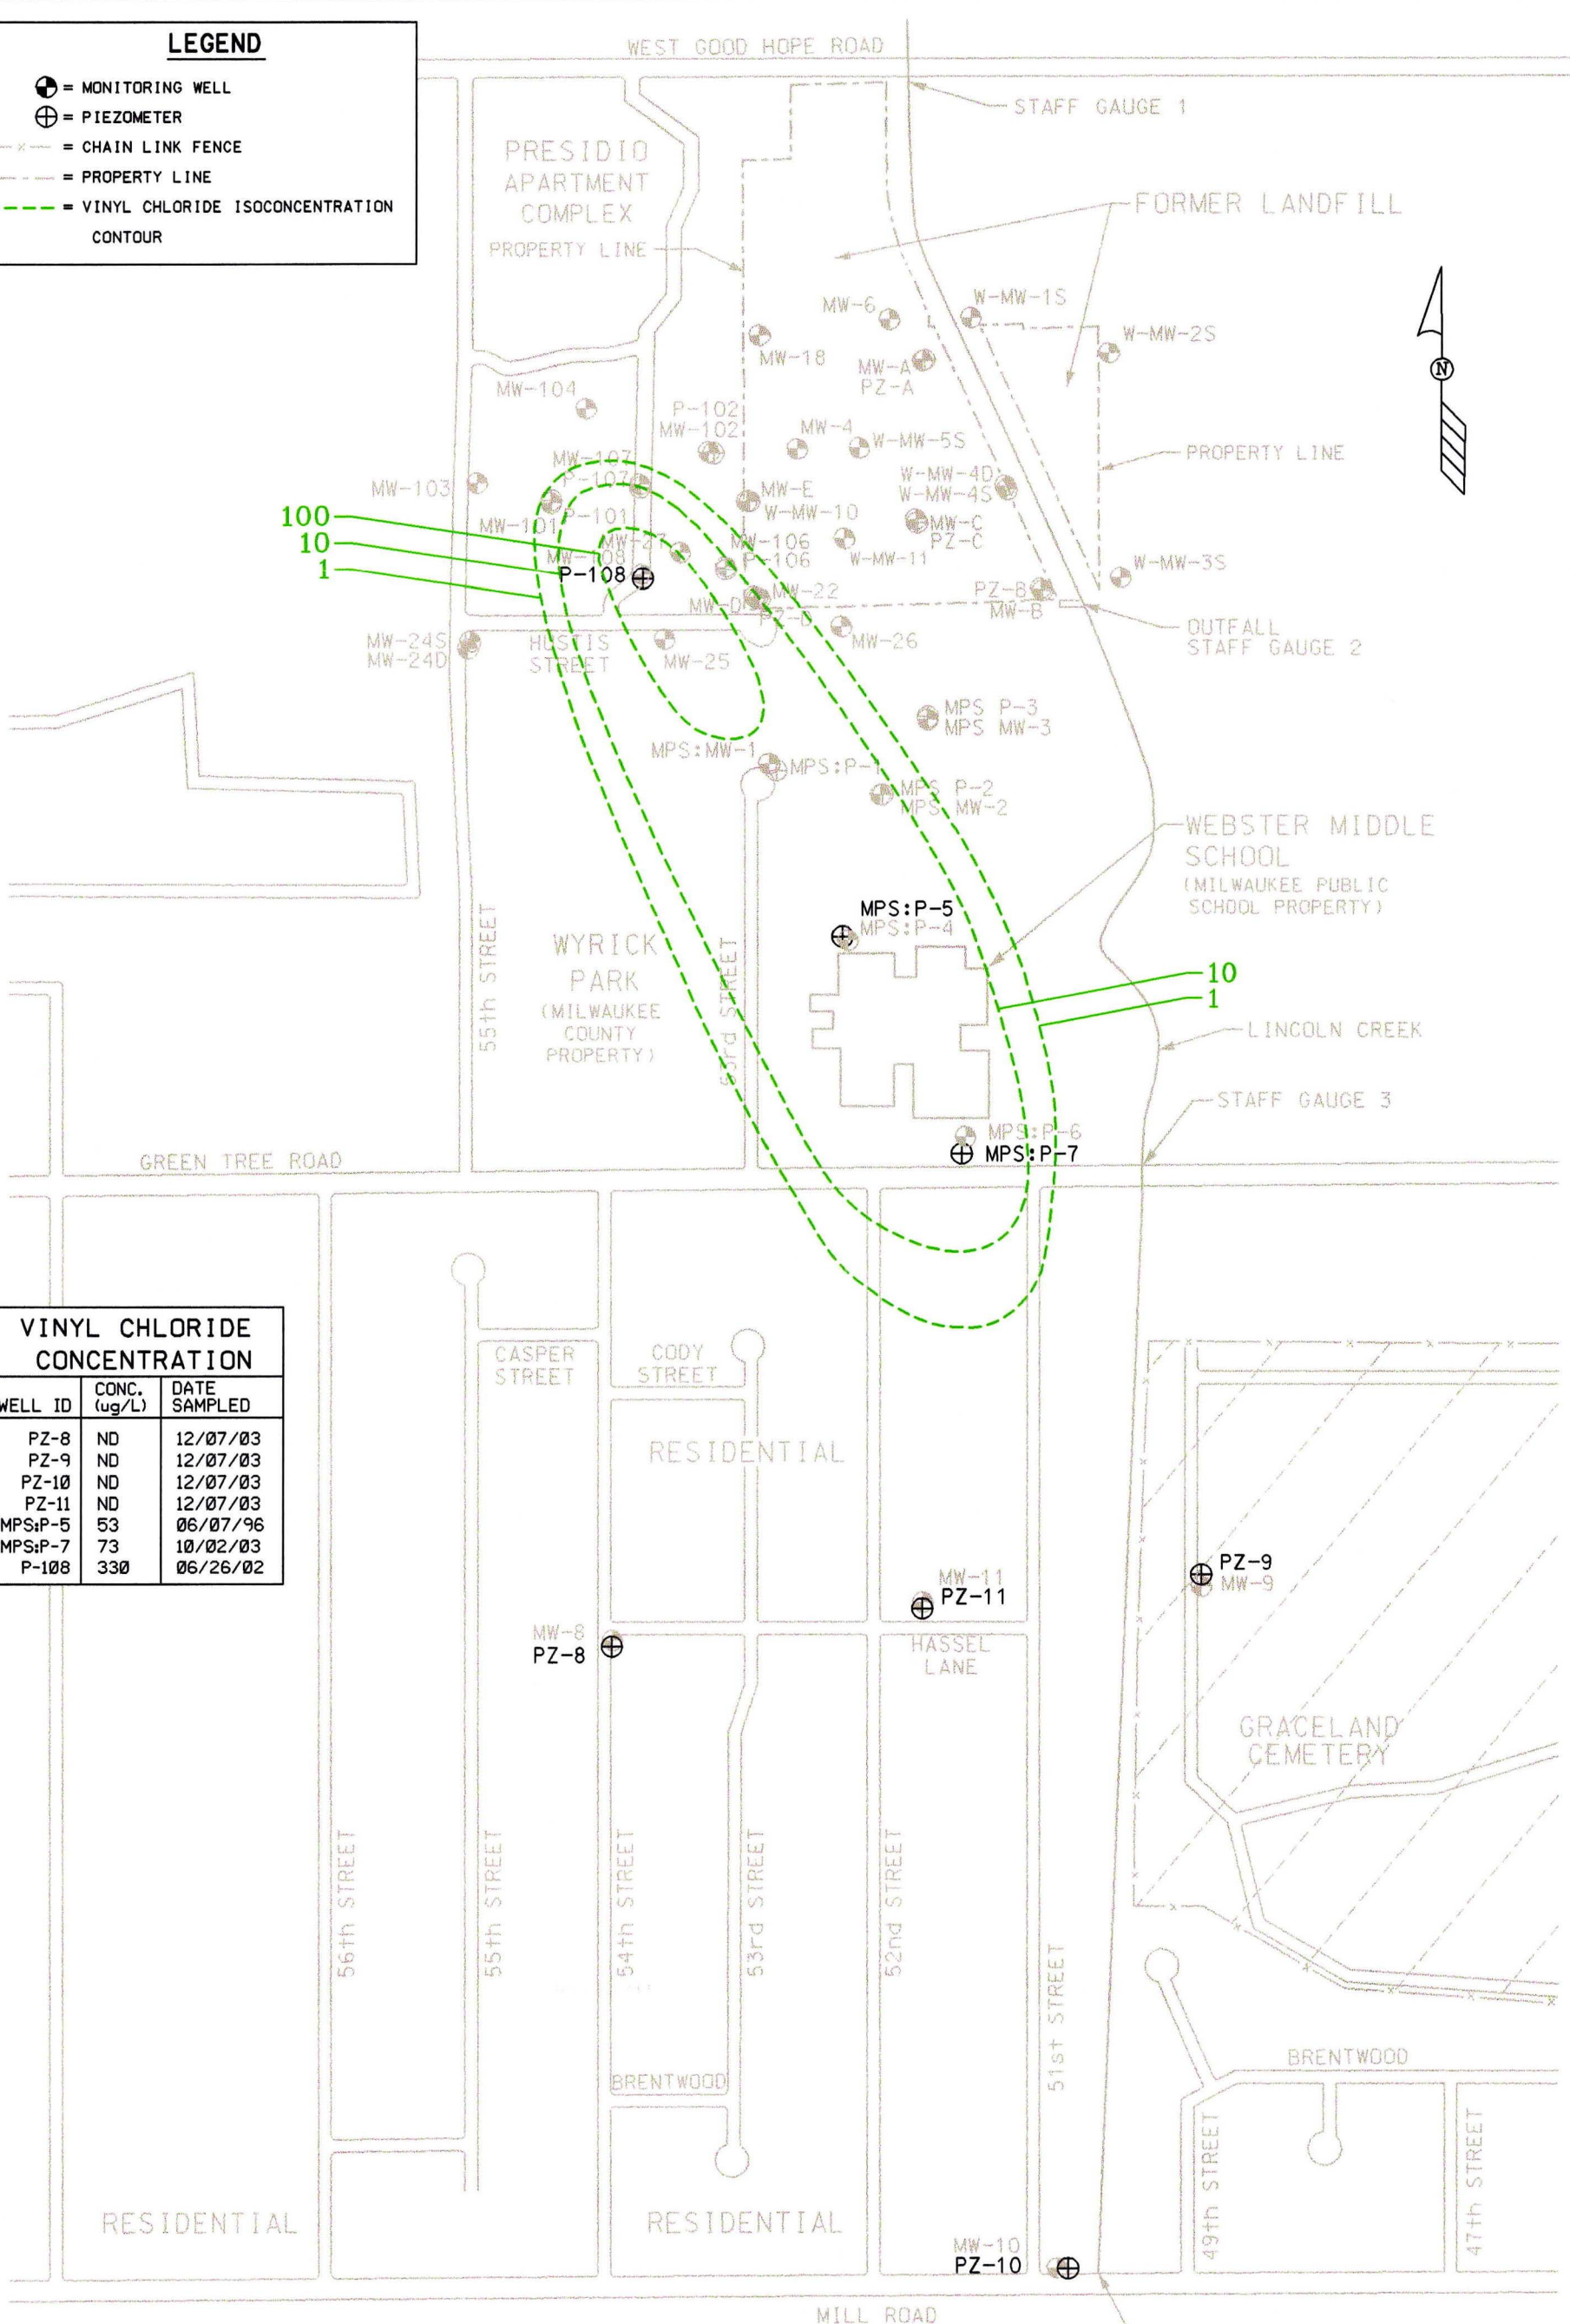 LEGEND
= MONITORING WELL
= PIEZOMETER
= CHAIN LINK FENCE
= PROPERTY LINE
= VINYL CHLORIDE ISOCONCENTRATION
CONTOUR
WEST GOOD HOPE ROAD
STAFF GAUGE 1
PRESIDIO
APARTMENT
COMPLEX
PROPERTY LINE
FORMER LANDFILL
N
MW-6
W-MW-1S
W-MW-2S
MW-18
MW-A
PZ-A
MW-104
P-102
MW-102
MW-4
W-MW-5S
PROPERTY LINE
MW-107
P-107
W-MW-4D
W-MW-4S
MW-103
MW-E
W-MW-10
MW-101
P-101
MW-C
PZ-C
100
10
1
MW-27
MW-108
P-108
MW-106
P-106
W-MW-11
W-MW-3S
MW-22
MW-D
PZ-D
PZ-B
MW-B
MW-26
OUTFALL
STAFF GAUGE 2
MW-24S
MW-24D
HUSTIS
STREET
MW-25
MPS P-3
MPS MW-3
MPS:MW-1
MPS:P-1
MPS P-2
MPS MW-2
WEBSTER MIDDLE
SCHOOL
(MILWAUKEE PUBLIC
SCHOOL PROPERTY)
MPS:P-5
MPS:P-4
55th STREET
WYRICK
PARK
(MILWAUKEE
COUNTY
PROPERTY)
53rd STREET
10
1
LINCOLN CREEK
STAFF GAUGE 3
MPS:P-6
MPS:P-7
GREEN TREE ROAD
VINYL CHLORIDE
CONCENTRATION
WELL ID CONC. (ug/L) DATE SAMPLED
PZ-8 ND 12/07/03
PZ-9 ND 12/07/03
PZ-10 ND 12/07/03
PZ-11 ND 12/07/03
MPS:P-5 53 06/07/96
MPS:P-7 73 10/02/03
P-108 330 06/26/02
CASPER
STREET
CODY
STREET
RESIDENTIAL
MW-11
PZ-11
PZ-9
MW-9
MW-8
PZ-8
HASSEL
LANE
GRACELAND
CEMETERY
56th STREET
55th STREET
54th STREET
53rd STREET
52nd STREET
51st STREET
BRENTWOOD
BRENTWOOD
49th STREET
47th STREET
RESIDENTIAL
RESIDENTIAL
MW-10
PZ-10
MILL ROAD